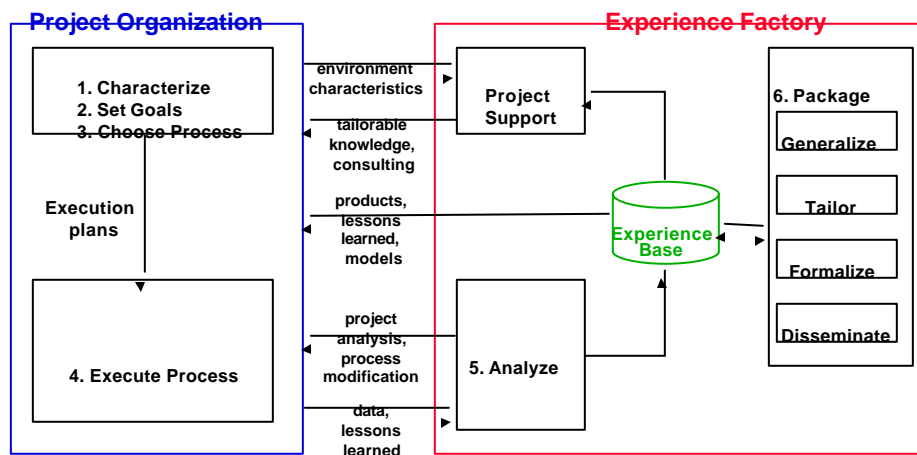 Project Organization
Experience Factory
1. Characterize
2. Set Goals
3. Choose Process
environment
characteristics
Project
Support
6. Package
Generalize
tailorable
knowledge,
consulting
Execution
plans
products,
lessons
learned,
models
Experience
Base
Tailor
Formalize
Disseminate
project
analysis,
process
modification
4. Execute Process
5. Analyze
data,
lessons
learned